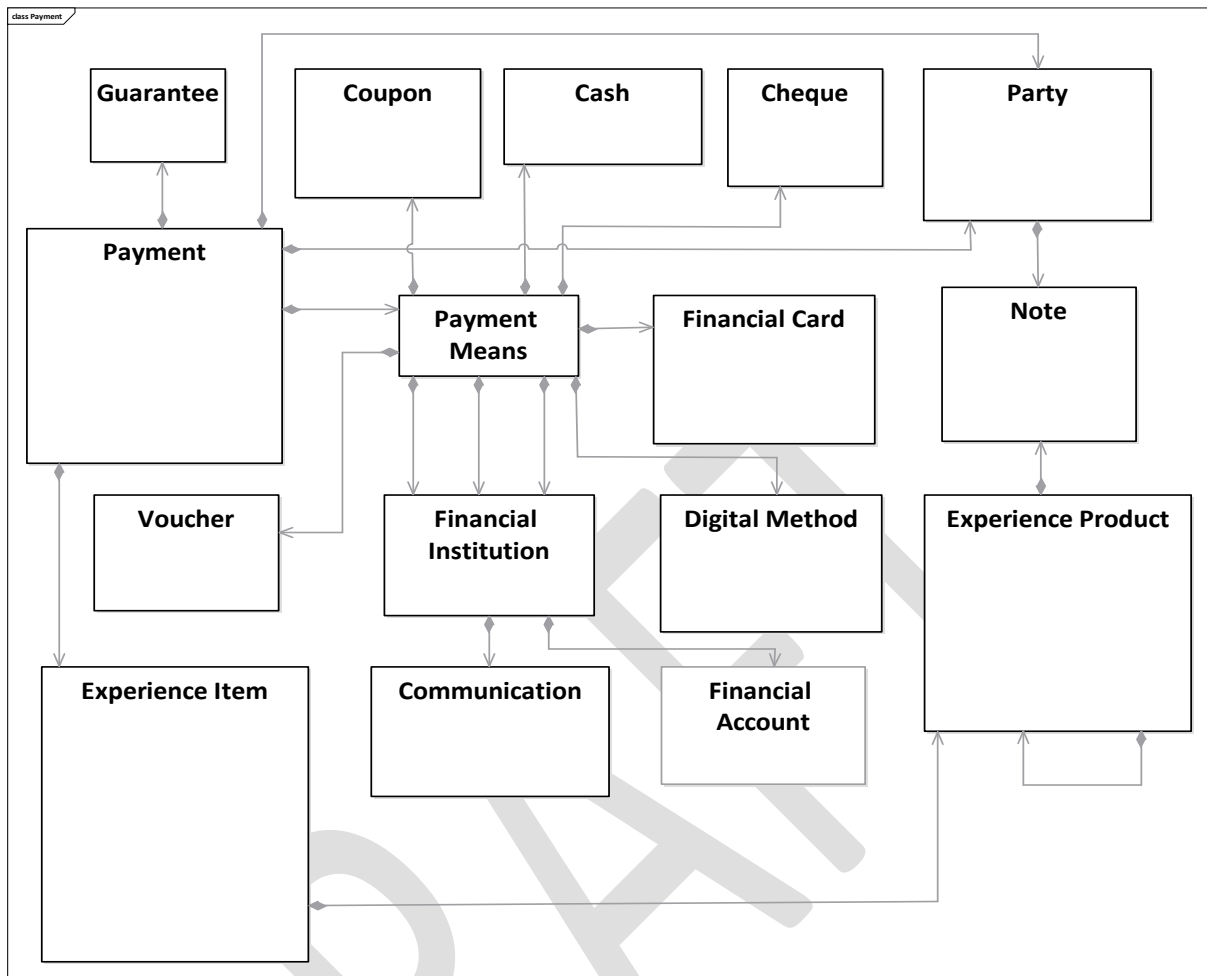 class Payment
Guarantee
Coupon
Cash
Cheque
Party
Payment
Payment
Means
Financial Card
Note
Voucher
Financial
Institution
Digital Method
Experience Product
Experience Item
Communication
Financial
Account
DRAFT